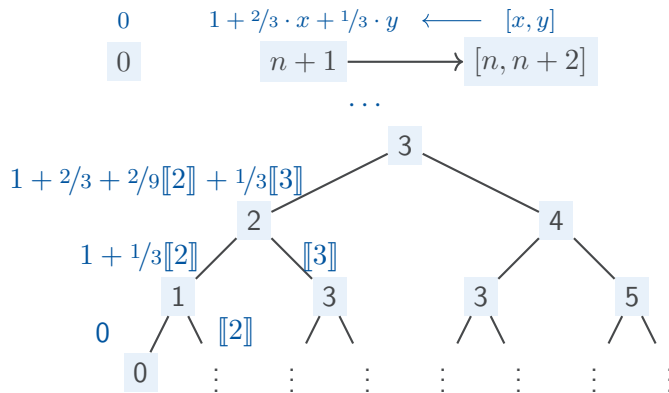 0 1 + 2/3 · x + 1/3 · y ⟵ [x, y]
0 n + 1 ⟶ [n, n + 2]
...
3
1 + 2/3 + 2/9⟦2⟧ + 1/3⟦3⟧
2 4
1 + 1/3⟦2⟧ ⟦3⟧
1 3 3 5
0 ⟦2⟧
0 ⋮ ⋮ ⋮ ⋮ ⋮ ⋮ ⋮